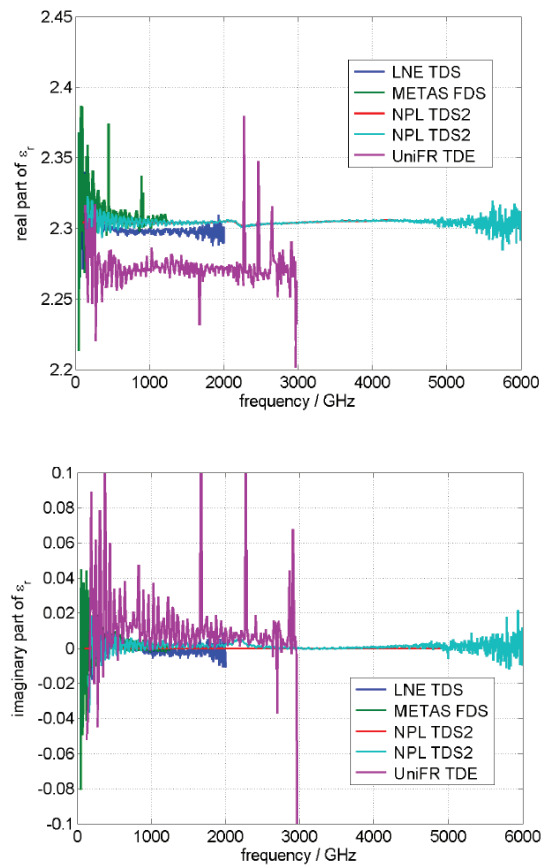 2.45
2.4
2.35
2.3
2.25
2.2
real part of εr
0 1000 2000 3000 4000 5000 6000
frequency / GHz
LNE TDS
METAS FDS
NPL TDS2
NPL TDS2
UniFR TDE
0.1
0.08
0.06
0.04
0.02
0
-0.02
-0.04
-0.06
-0.08
-0.1
imaginary part of εr
LNE TDS
METAS FDS
NPL TDS2
NPL TDS2
UniFR TDE
0 1000 2000 3000 4000 5000 6000
frequency / GHz